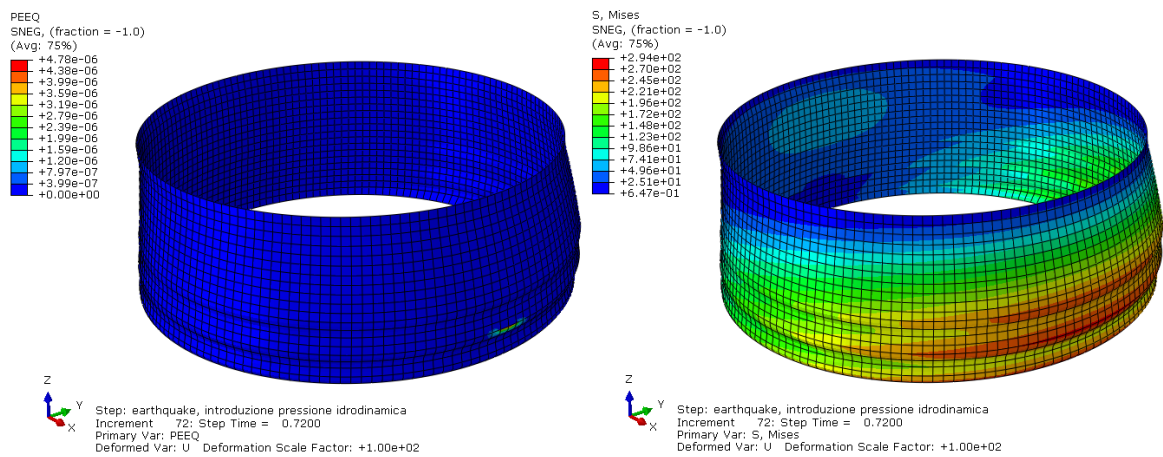 PEEQ
SNEG, (fraction = -1.0)
(Avg: 75%)
+4.78e-06
+4.38e-06
+3.99e-06
+3.59e-06
+3.19e-06
+2.79e-06
+2.39e-06
+1.99e-06
+1.59e-06
+1.20e-06
+7.97e-07
+3.99e-07
+0.00e+00
Z
Y
X
Step: earthquake, introduzione pressione idrodinamica
Increment 72: Step Time = 0.7200
Primary Var: PEEQ
Deformed Var: U Deformation Scale Factor: +1.00e+02
S, Mises
SNEG, (fraction = -1.0)
(Avg: 75%)
+2.94e+02
+2.70e+02
+2.45e+02
+2.21e+02
+1.96e+02
+1.72e+02
+1.48e+02
+1.23e+02
+9.86e+01
+7.41e+01
+4.96e+01
+2.51e+01
+6.47e-01
Z
Y
X
Step: earthquake, introduzione pressione idrodinamica
Increment 72: Step Time = 0.7200
Primary Var: S, Mises
Deformed Var: U Deformation Scale Factor: +1.00e+02